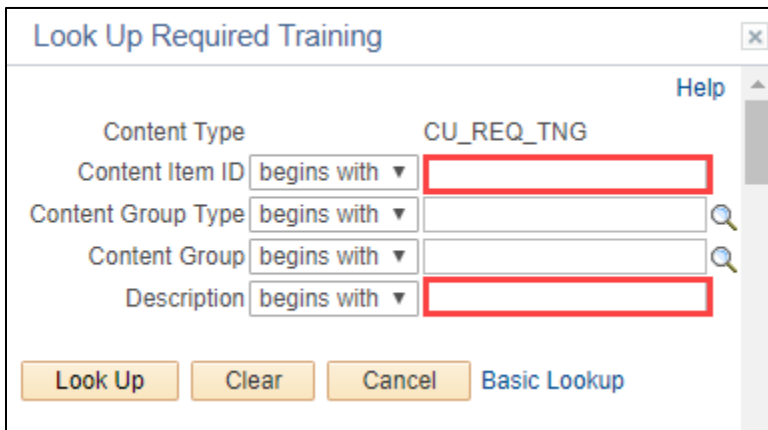 Look Up Required Training
Help
Content Type CU_REQ_TNG
Content Item ID begins with
Content Group Type begins with
Content Group begins with
Description begins with
Look Up Clear Cancel Basic Lookup